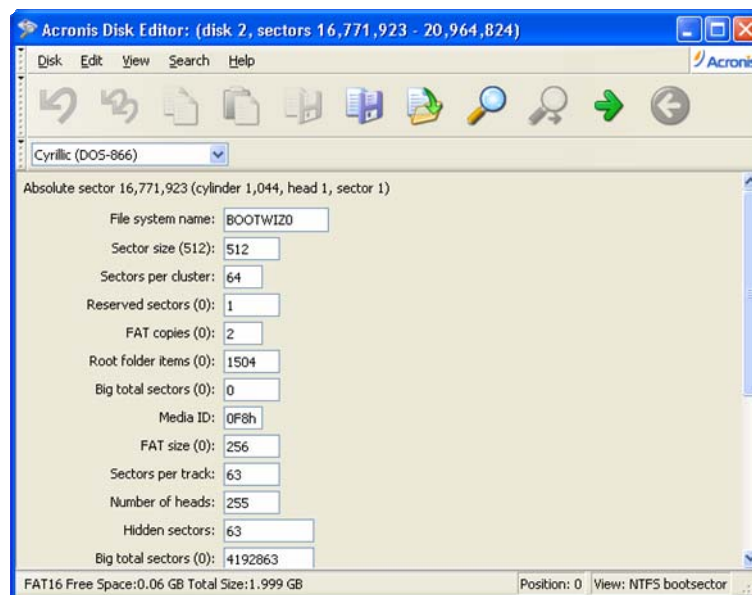 Acronis Disk Editor: (disk 2, sectors 16,771,923 - 20,964,824)
Disk Edit View Search Help
Acronis
Cyrillic (DOS-866)
Absolute sector 16,771,923 (cylinder 1,044, head 1, sector 1)
File system name: BOOTWIZ0
Sector size (512): 512
Sectors per cluster: 64
Reserved sectors (0): 1
FAT copies (0): 2
Root folder items (0): 1504
Big total sectors (0): 0
Media ID: 0F8h
FAT size (0): 256
Sectors per track: 63
Number of heads: 255
Hidden sectors: 63
Big total sectors (0): 4192863
FAT16 Free Space:0.06 GB Total Size:1.999 GB Position: 0 View: NTFS bootsector